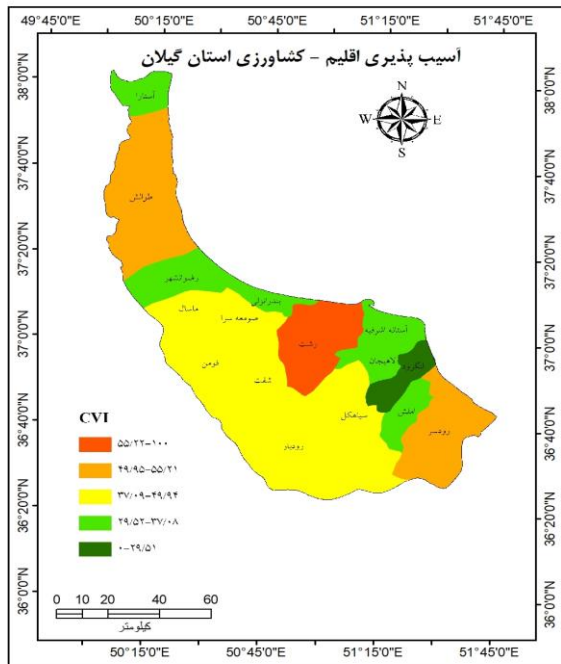 49°45'0"E 50°15'0"E 50°45'0"E 51°15'0"E 51°45'0"E
آسیب پذیری اقلیم - کشاورزی استان گیلان
N
W E
S
38°0'0"N
37°40'0"N
37°20'0"N
37°0'0"N
36°40'0"N
36°20'0"N
36°0'0"N
38°0'0"N
37°40'0"N
37°20'0"N
37°0'0"N
36°40'0"N
36°20'0"N
36°0'0"N
آستارا
طوالش
رضوانشهر
بندرانزلی
ماسال
صومعه سرا
آستانه اشرفیه
رشت
لاهیجان
لنگرود
فومن
شفت
سیاهکل
املش
رودسر
رودبار
CVI
۵۵/۲۲-۱۰۰
۴۹/۹۵-۵۵/۲۱
۳۷/۰۹-۴۹/۹۴
۲۹/۵۲-۳۷/۰۸
۰-۲۹/۵۱
0 10 20 40 60
کیلومتر
50°15'0"E 50°45'0"E 51°15'0"E 51°45'0"E